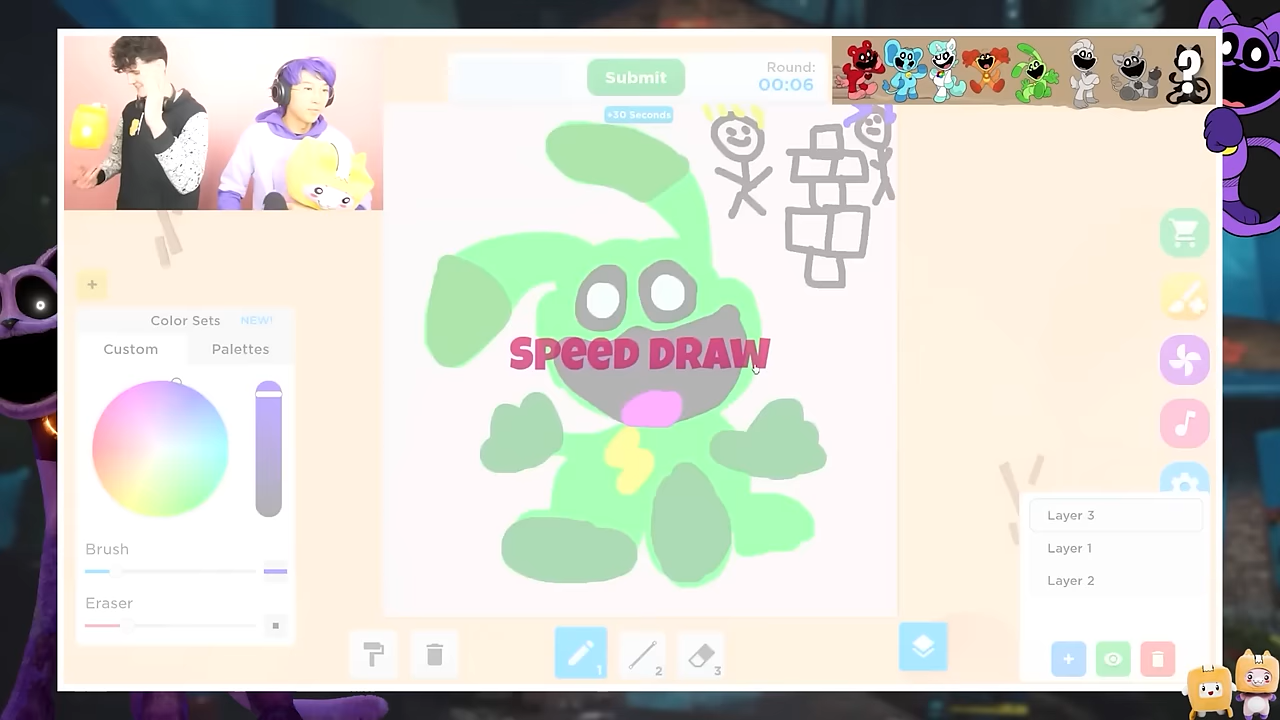 Submit
Round:
00:06
+30 Seconds
?
+
Color Sets NEW!
Custom Palettes
SPEED DRAW
Brush
Eraser
Layer 3
Layer 1
Layer 2
1
2
3
+